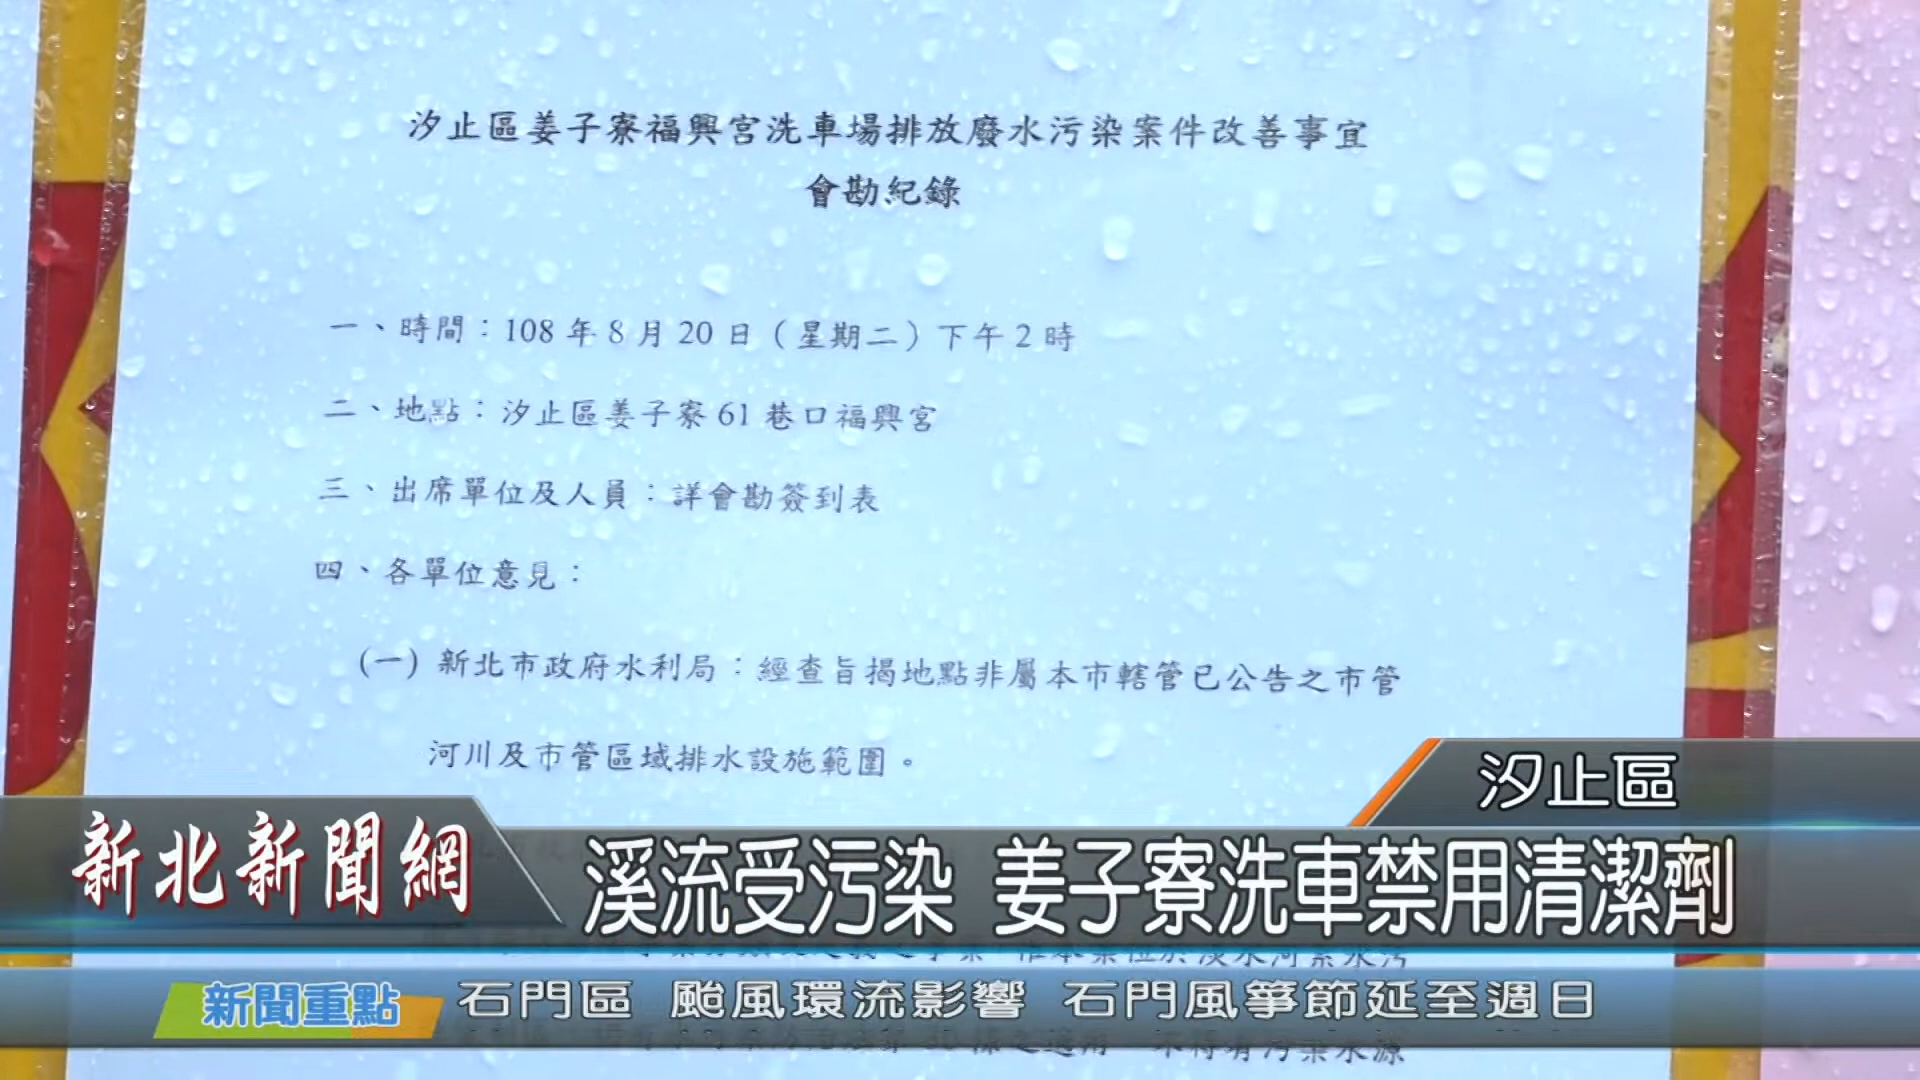 汐止區姜子寮福興宮洗車場排放廢水污染案件改善事宜
會勘紀錄
一、時間：108年8月20日（星期二）下午2時
二、地點：汐止區姜子寮61巷口福興宮
三、出席單位及人員：詳會勘簽到表
四、各單位意見：
(一) 新北市政府水利局：經查旨揭地點非屬本市轄管已公告之市管
河川及市管區域排水設施範圍。
汐止區
新北新聞網
溪流受污染 姜子寮洗車禁用清潔劑
新聞重點
石門區 颱風環流影響 石門風箏節延至週日